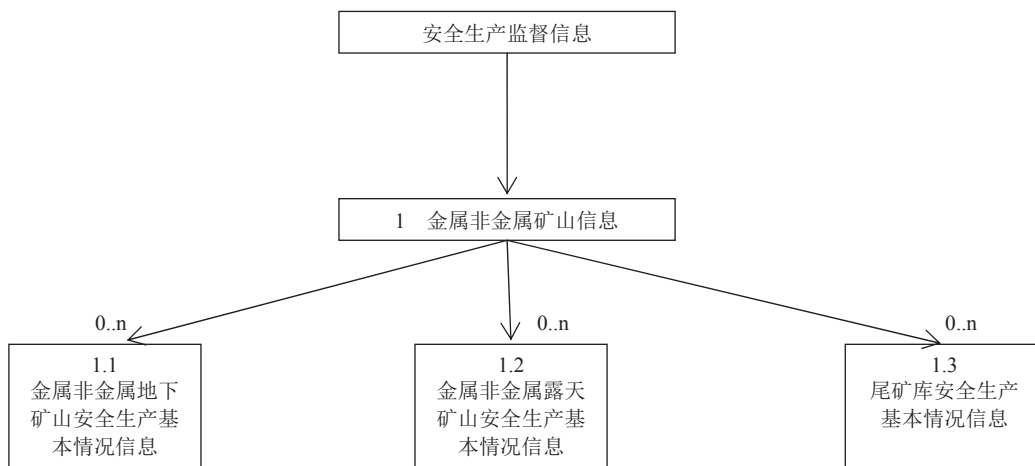 安全生产监督信息
1 金属非金属矿山信息
0..n
0..n
0..n
1.1
金属非金属地下
矿山安全生产基
本情况信息
1.2
金属非金属露天
矿山安全生产基
本情况信息
1.3
尾矿库安全生产
基本情况信息